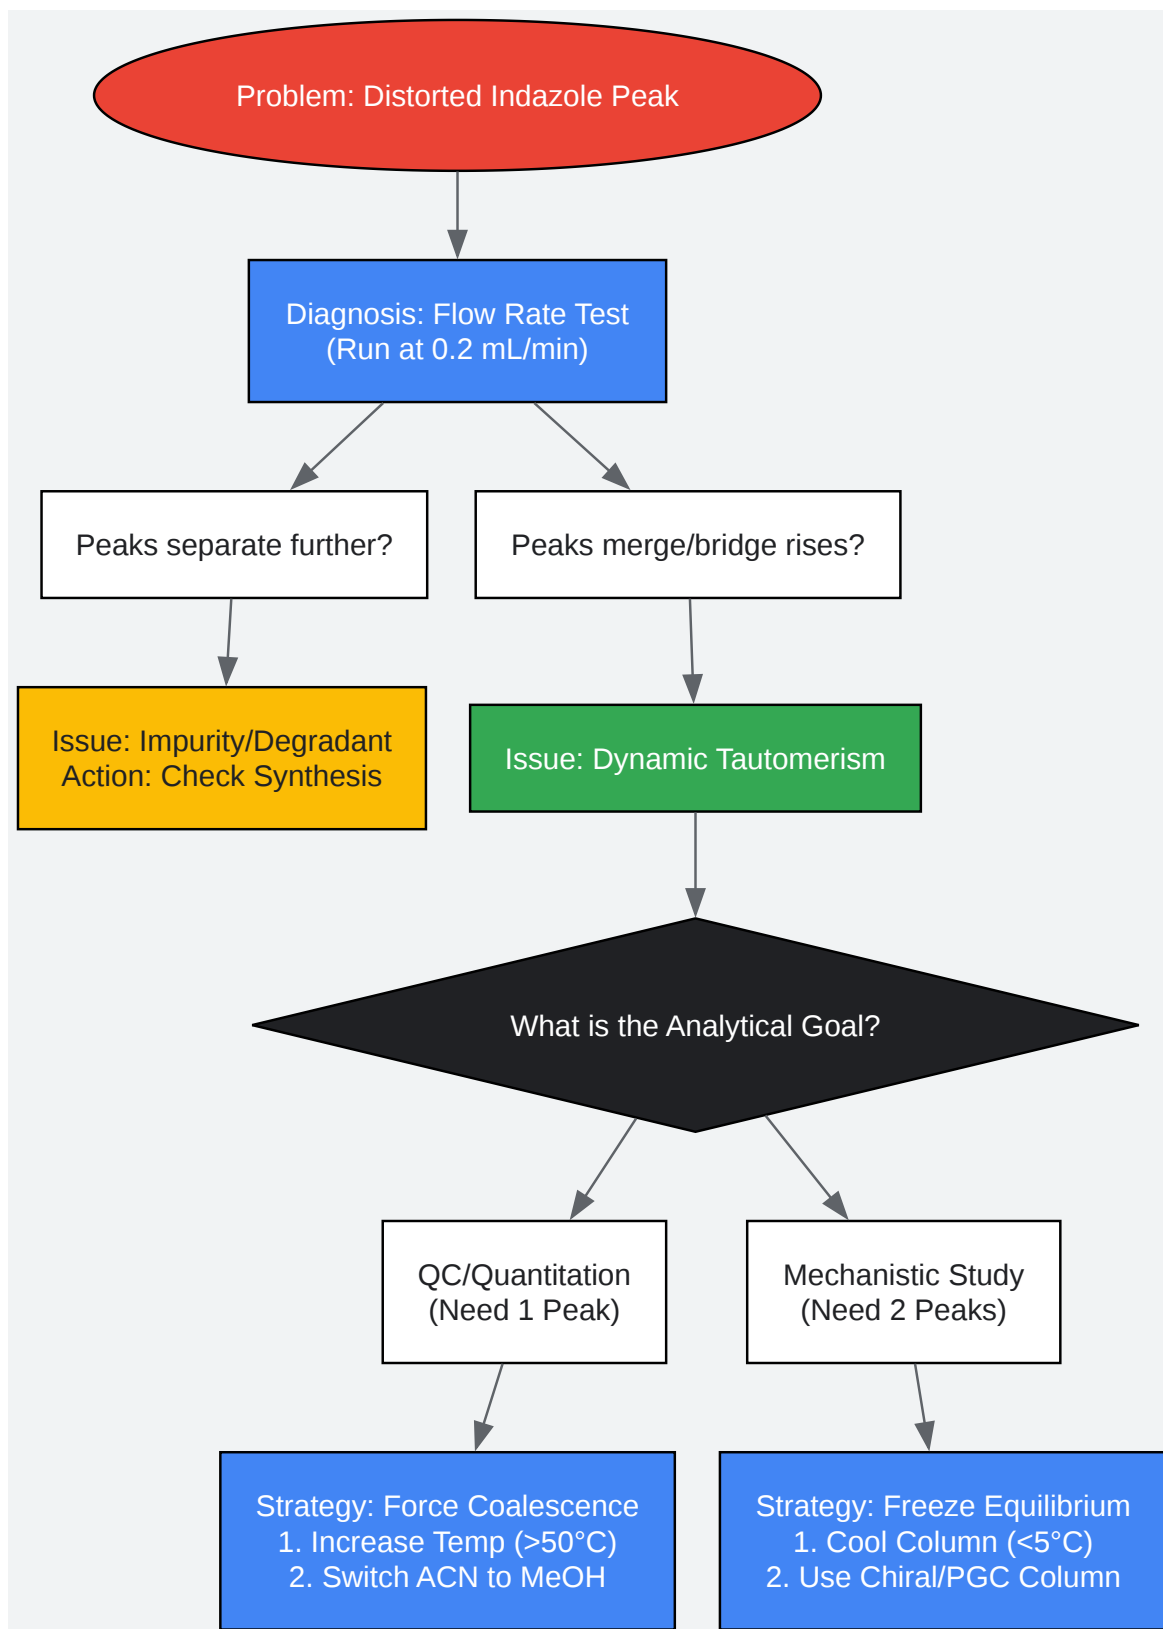 Problem: Distorted Indazole Peak
Diagnosis: Flow Rate Test
(Run at 0.2 mL/min)
Peaks separate further?
Peaks merge/bridge rises?
Issue: Impurity/Degradant
Action: Check Synthesis
Issue: Dynamic Tautomerism
What is the Analytical Goal?
QC/Quantitation
(Need 1 Peak)
Mechanistic Study
(Need 2 Peaks)
Strategy: Force Coalescence
1. Increase Temp (>50°C)
2. Switch ACN to MeOH
Strategy: Freeze Equilibrium
1. Cool Column (<5°C)
2. Use Chiral/PGC Column